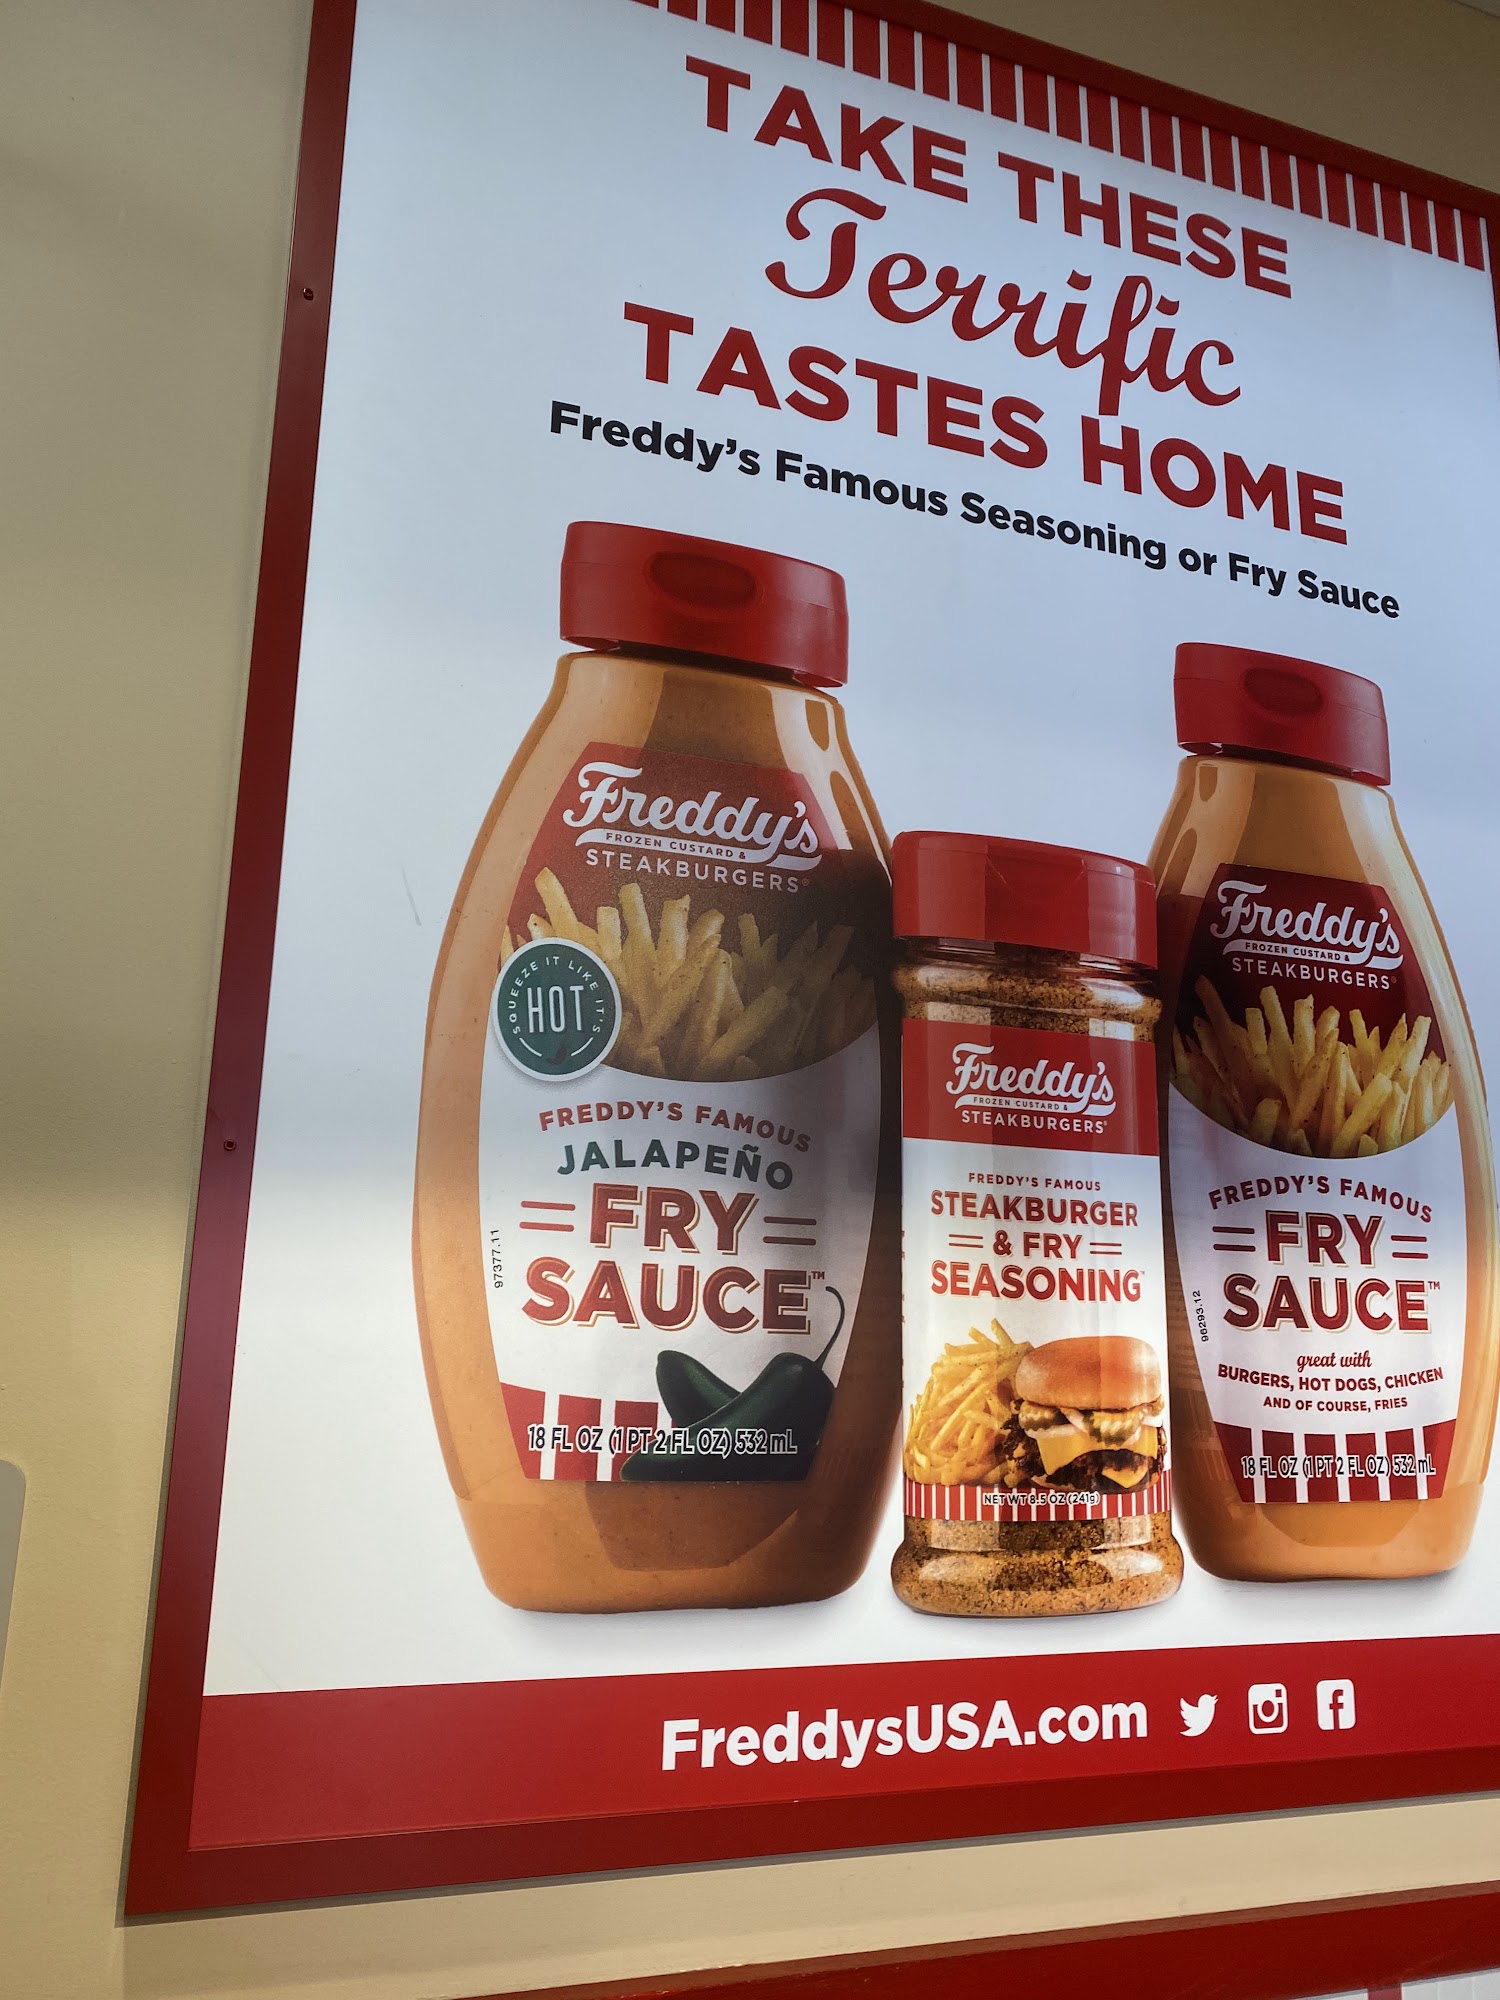 TAKE THESE
Terrific
TASTES HOME
Freddy's Famous Seasoning or Fry Sauce
Freddy's
FROZEN CUSTARD &
STEAKBURGERS®
SQUEEZE IT LIKE IT'S
HOT
FREDDY'S FAMOUS
JALAPEÑO
FRY
SAUCE™
97377.11
18 FL OZ (1 PT 2 FL OZ) 532 mL
Freddy's
FROZEN CUSTARD &
STEAKBURGERS®
FREDDY'S FAMOUS
STEAKBURGER
& FRY
SEASONING™
NET WT 8.5 OZ (241g)
Freddy's
FROZEN CUSTARD &
STEAKBURGERS®
FREDDY'S FAMOUS
FRY
SAUCE™
96293.12
great with
BURGERS, HOT DOGS, CHICKEN
AND OF COURSE, FRIES
18 FL OZ (1 PT 2 FL OZ) 532 mL
FreddysUSA.com